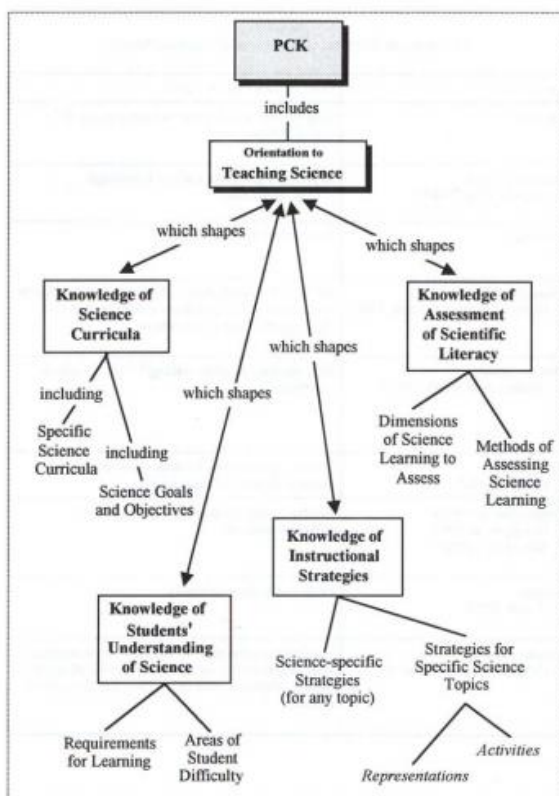 PCK
includes
Orientation to
Teaching Science
which shapes
which shapes
Knowledge of
Science
Curricula
Knowledge of
Assessment
of Scientific
Literacy
which shapes
which shapes
including
Specific
Science
Curricula
including
Science Goals
and Objectives
Dimensions
of Science
Learning to
Assess
Methods of
Assessing
Science
Learning
Knowledge of
Instructional
Strategies
Knowledge of
Students'
Understanding
of Science
Science-specific
Strategies
(for any topic)
Strategies for
Specific Science
Topics
Requirements
for Learning
Areas of
Student
Difficulty
Representations
Activities